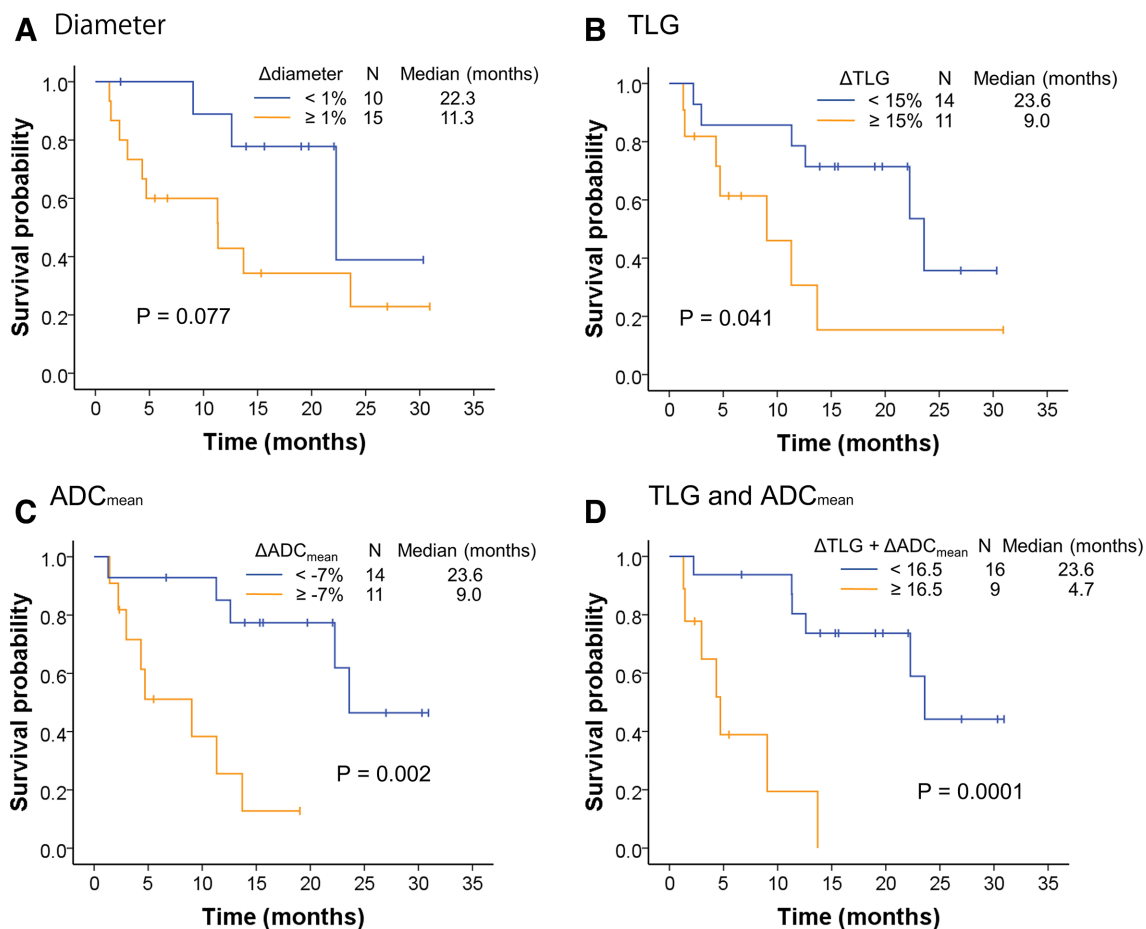 A Diameter
Δdiameter N Median (months)
< 1% 10 22.3
≥ 1% 15 11.3
1.0
0.8
0.6
0.4
0.2
0.0
Survival probability
P = 0.077
0 5 10 15 20 25 30 35
Time (months)
B TLG
ΔTLG N Median (months)
< 15% 14 23.6
≥ 15% 11 9.0
1.0
0.8
0.6
0.4
0.2
0.0
Survival probability
P = 0.041
0 5 10 15 20 25 30 35
Time (months)
C ADCmean
ΔADCmean N Median (months)
< -7% 14 23.6
≥ -7% 11 9.0
1.0
0.8
0.6
0.4
0.2
0.0
Survival probability
P = 0.002
0 5 10 15 20 25 30 35
Time (months)
D TLG and ADCmean
ΔTLG + ΔADCmean N Median (months)
< 16.5 16 23.6
≥ 16.5 9 4.7
1.0
0.8
0.6
0.4
0.2
0.0
Survival probability
P = 0.0001
0 5 10 15 20 25 30 35
Time (months)